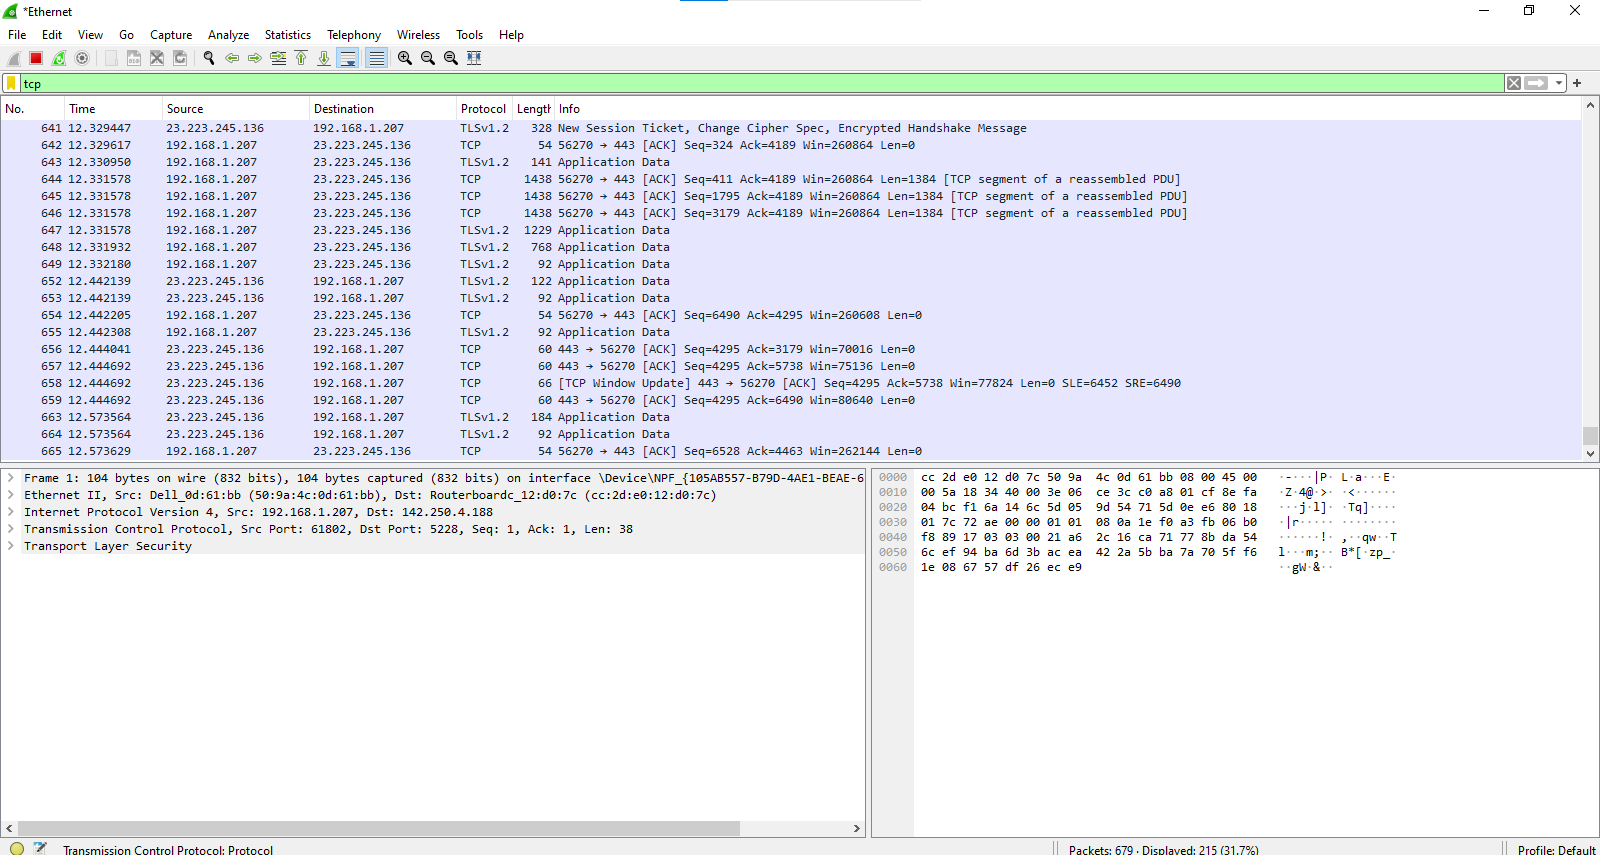 *Ethernet
File Edit View Go Capture Analyze Statistics Telephony Wireless Tools Help
tcp
No. Time Source Destination Protocol Length Info
641 12.329447 23.223.245.136 192.168.1.207 TLSv1.2 328 New Session Ticket, Change Cipher Spec, Encrypted Handshake Message
642 12.329617 192.168.1.207 23.223.245.136 TCP 54 56270 → 443 [ACK] Seq=324 Ack=4189 Win=260864 Len=0
643 12.330950 192.168.1.207 23.223.245.136 TLSv1.2 141 Application Data
644 12.331578 192.168.1.207 23.223.245.136 TCP 1438 56270 → 443 [ACK] Seq=411 Ack=4189 Win=260864 Len=1384 [TCP segment of a reassembled PDU]
645 12.331578 192.168.1.207 23.223.245.136 TCP 1438 56270 → 443 [ACK] Seq=1795 Ack=4189 Win=260864 Len=1384 [TCP segment of a reassembled PDU]
646 12.331578 192.168.1.207 23.223.245.136 TCP 1438 56270 → 443 [ACK] Seq=3179 Ack=4189 Win=260864 Len=1384 [TCP segment of a reassembled PDU]
647 12.331578 192.168.1.207 23.223.245.136 TLSv1.2 1229 Application Data
648 12.331932 192.168.1.207 23.223.245.136 TLSv1.2 768 Application Data
649 12.332180 192.168.1.207 23.223.245.136 TLSv1.2 92 Application Data
652 12.442139 23.223.245.136 192.168.1.207 TLSv1.2 122 Application Data
653 12.442139 23.223.245.136 192.168.1.207 TLSv1.2 92 Application Data
654 12.442205 192.168.1.207 23.223.245.136 TCP 54 56270 → 443 [ACK] Seq=6490 Ack=4295 Win=260608 Len=0
655 12.442308 192.168.1.207 23.223.245.136 TLSv1.2 92 Application Data
656 12.444041 23.223.245.136 192.168.1.207 TCP 60 443 → 56270 [ACK] Seq=4295 Ack=3179 Win=70016 Len=0
657 12.444692 23.223.245.136 192.168.1.207 TCP 60 443 → 56270 [ACK] Seq=4295 Ack=5738 Win=75136 Len=0
658 12.444692 23.223.245.136 192.168.1.207 TCP 66 [TCP Window Update] 443 → 56270 [ACK] Seq=4295 Ack=5738 Win=77824 Len=0 SLE=6452 SRE=6490
659 12.444692 23.223.245.136 192.168.1.207 TCP 60 443 → 56270 [ACK] Seq=4295 Ack=6490 Win=80640 Len=0
663 12.573564 23.223.245.136 192.168.1.207 TLSv1.2 184 Application Data
664 12.573564 23.223.245.136 192.168.1.207 TLSv1.2 92 Application Data
665 12.573629 192.168.1.207 23.223.245.136 TCP 54 56270 → 443 [ACK] Seq=6528 Ack=4463 Win=262144 Len=0
Frame 1: 104 bytes on wire (832 bits), 104 bytes captured (832 bits) on interface \Device\NPF_{105AB557-B79D-4AE1-BEAE-6
Ethernet II, Src: Dell_0d:61:bb (50:9a:4c:0d:61:bb), Dst: Routerboardc_12:d0:7c (cc:2d:e0:12:d0:7c)
Internet Protocol Version 4, Src: 192.168.1.207, Dst: 142.250.4.188
Transmission Control Protocol, Src Port: 61802, Dst Port: 5228, Seq: 1, Ack: 1, Len: 38
Transport Layer Security
0000 cc 2d e0 12 d0 7c 50 9a 4c 0d 61 bb 08 00 45 00 ·-···|P· L·a···E·
0010 00 5a 18 34 40 00 3e 06 ce 3c c0 a8 01 cf 8e fa ·Z·4@·>· ·<······
0020 04 bc f1 6a 14 6c 5d 05 9d 54 71 5d 0e e6 80 18 ···j·l]· ·Tq]····
0030 01 7c 72 ae 00 00 01 01 08 0a 1e f0 a3 fb 06 b0 ·|r····· ········
0040 f8 89 17 03 03 00 21 a6 2c 16 ca 71 77 8b da 54 ······!· ,··qw··T
0050 6c ef 94 ba 6d 3b ac ea 42 2a 5b ba 7a 70 5f f6 l···m;·· B*[·zp_·
0060 1e 08 67 57 df 26 ec e9 ··gW·&··
Transmission Control Protocol: Protocol
Packets: 679 · Displayed: 215 (31.7%)
Profile: Default